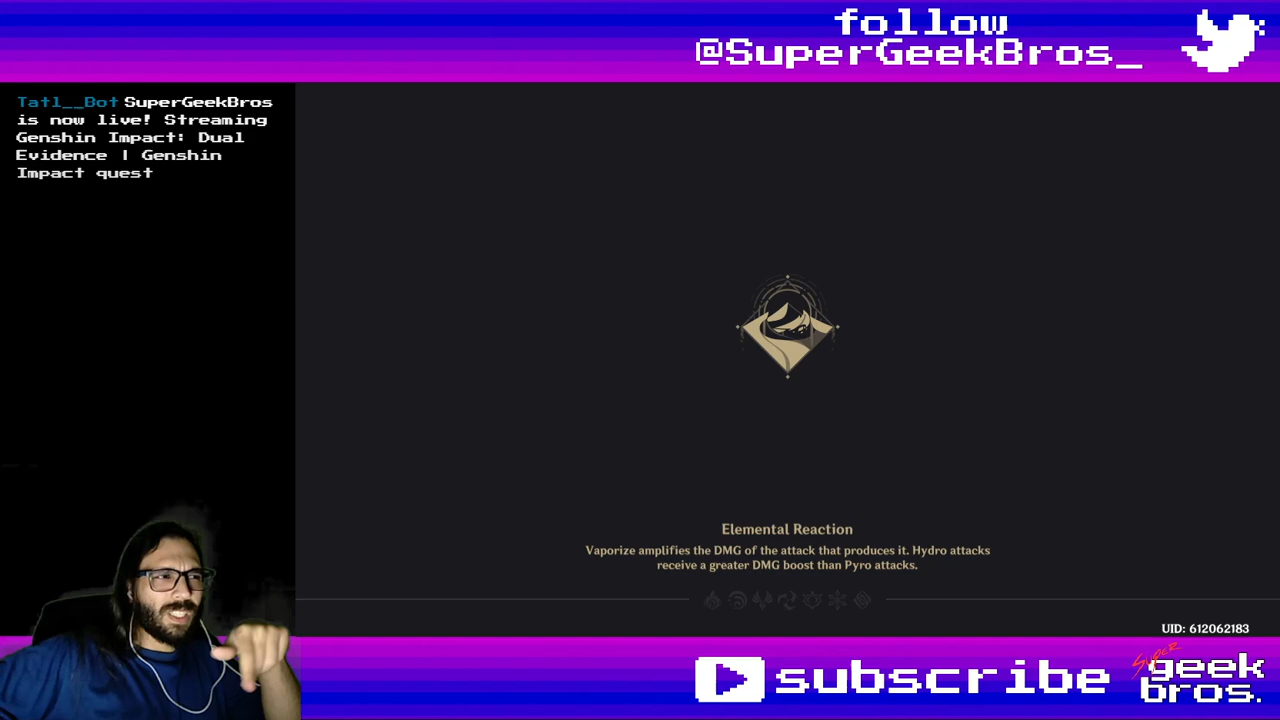 follow
@SuperGeekBros_
Tatl__Bot SuperGeekBros
is now live! Streaming
Genshin Impact: Dual
Evidence | Genshin
Impact quest
Elemental Reaction
Vaporize amplifies the DMG of the attack that produces it. Hydro attacks
receive a greater DMG boost than Pyro attacks.
UID: 612062183
subscribe
SUPER
geek
bros.